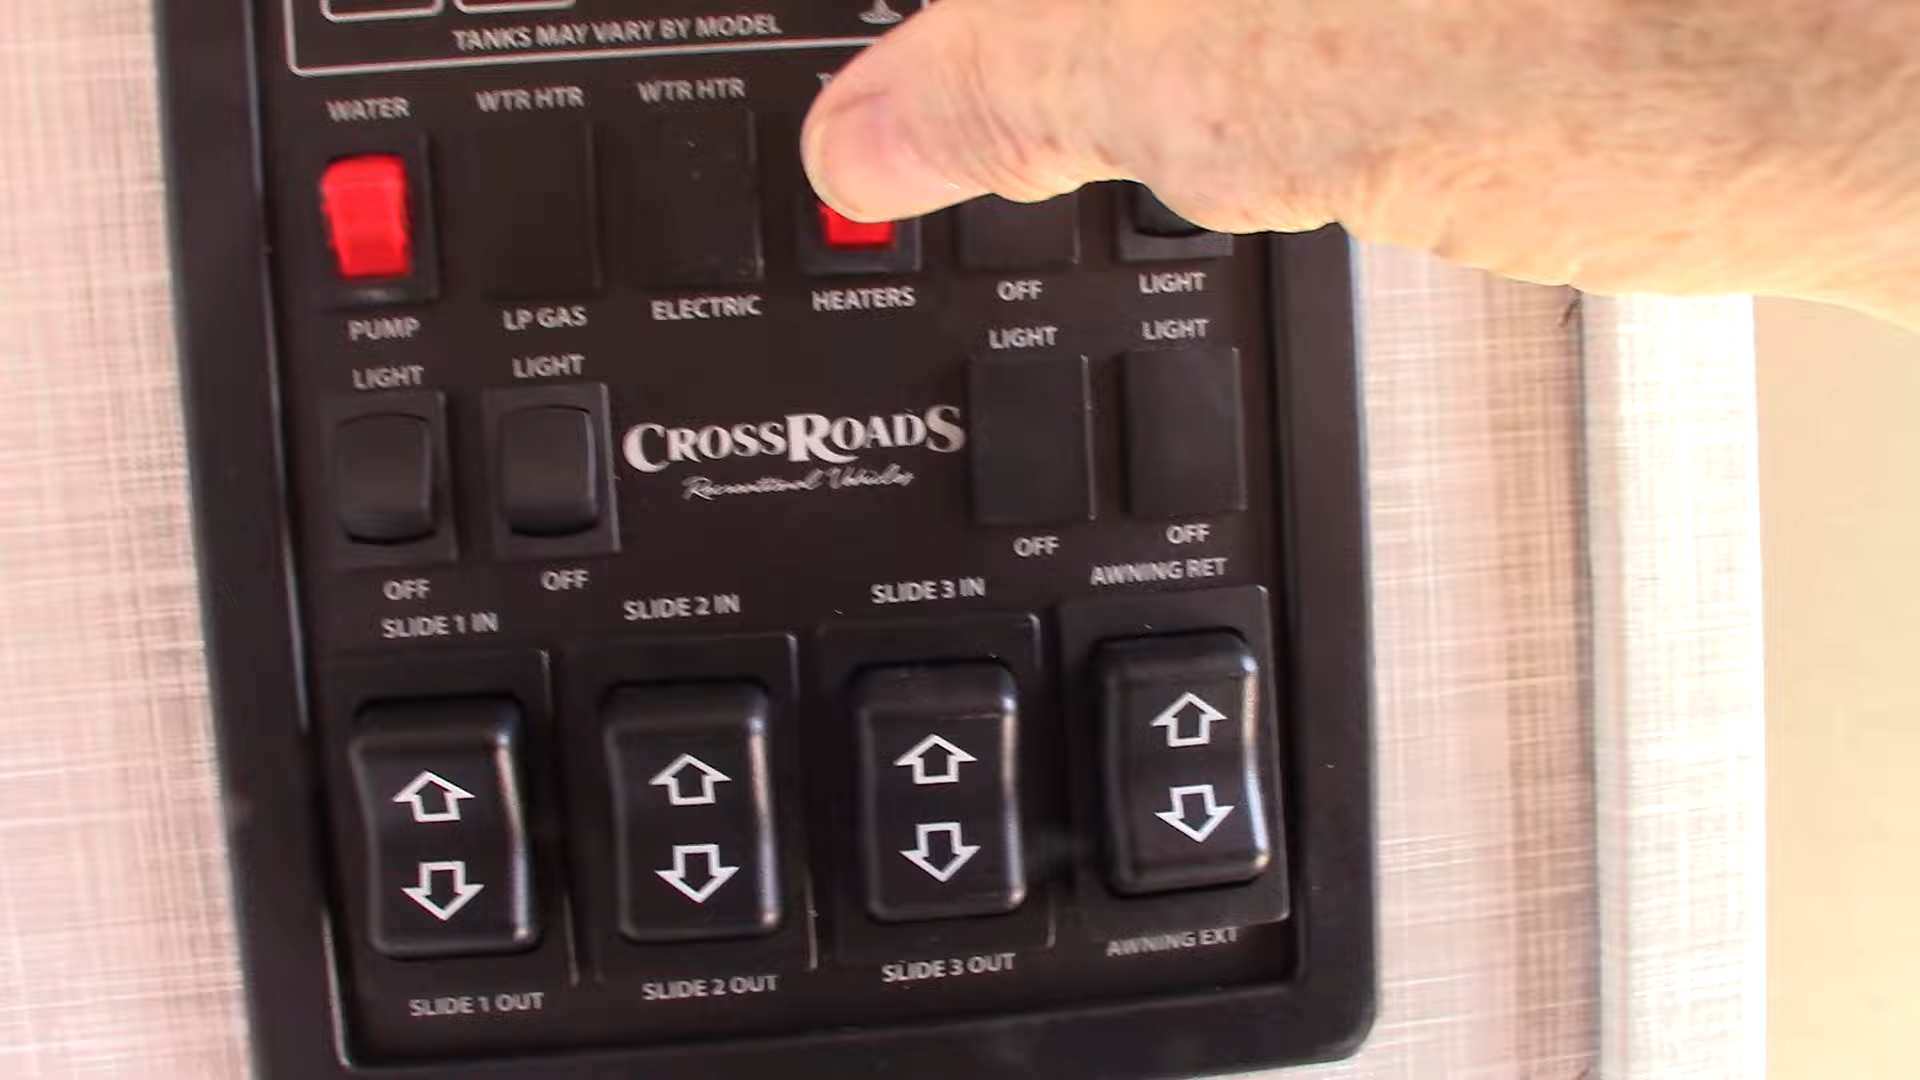 TANKS MAY VARY BY MODEL
WATER WTR HTR WTR HTR
PUMP LP GAS ELECTRIC HEATERS OFF LIGHT
LIGHT LIGHT LIGHT LIGHT
CROSSROADS
Recreational Vehicles
OFF OFF OFF OFF
SLIDE 1 IN SLIDE 2 IN SLIDE 3 IN AWNING RET
SLIDE 1 OUT SLIDE 2 OUT SLIDE 3 OUT AWNING EXT